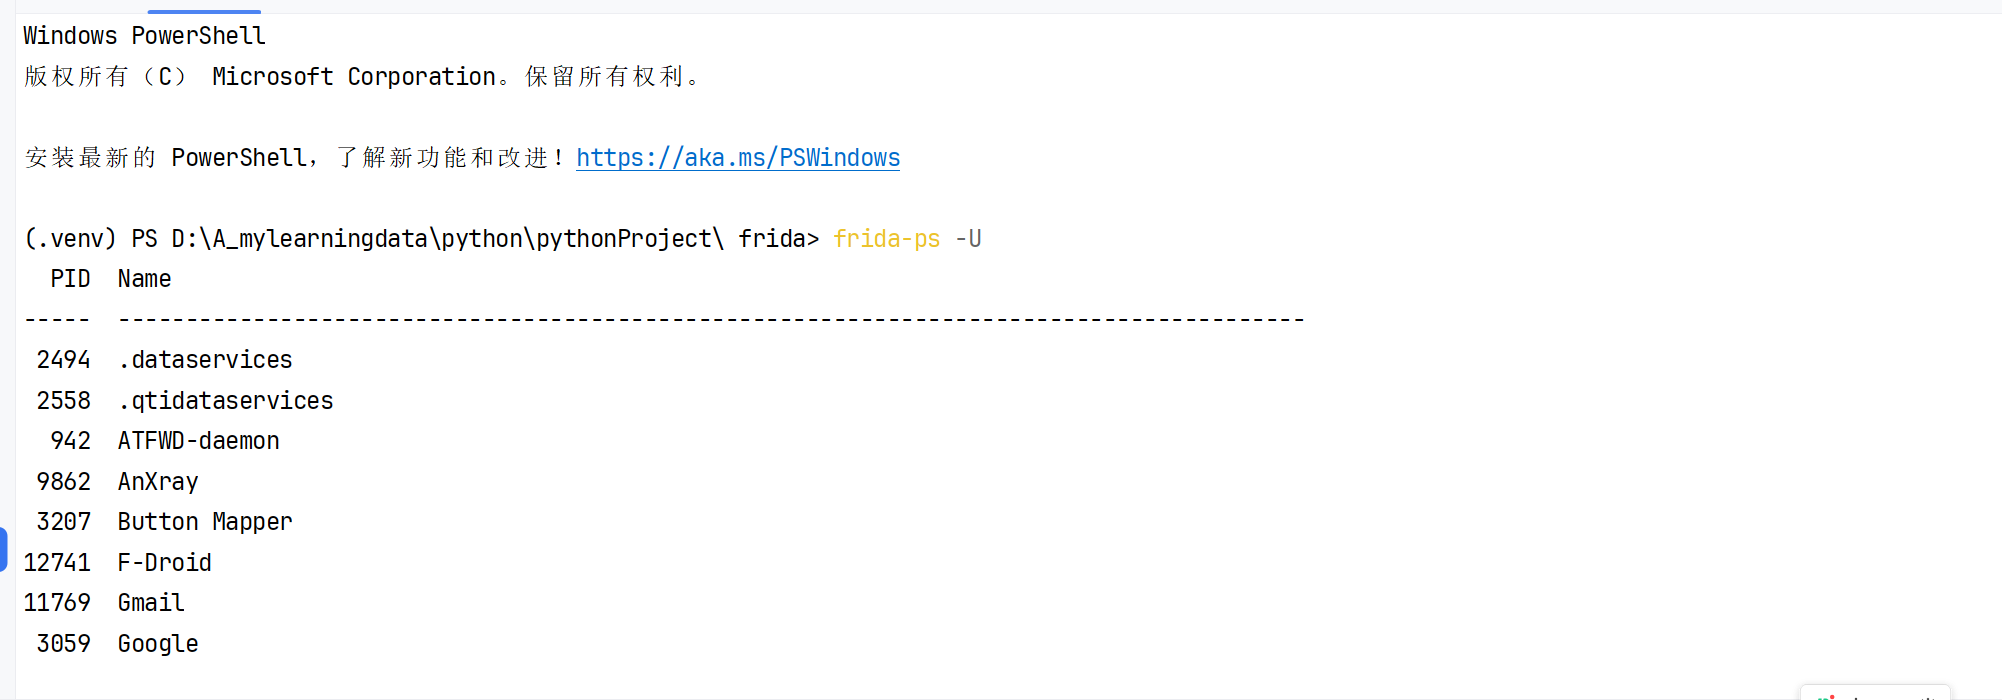 Windows PowerShell
版权所有（C） Microsoft Corporation。保留所有权利。
安装最新的 PowerShell，了解新功能和改进！https://aka.ms/PSWindows
(.venv) PS D:\A_mylearningdata\python\pythonProject\ frida> frida-ps -U
  PID  Name
-----  ----------------------------------------------------------------------------------------
 2494  .dataservices
 2558  .qtidataservices
  942  ATFWD-daemon
 9862  AnXray
 3207  Button Mapper
12741  F-Droid
11769  Gmail
 3059  Google